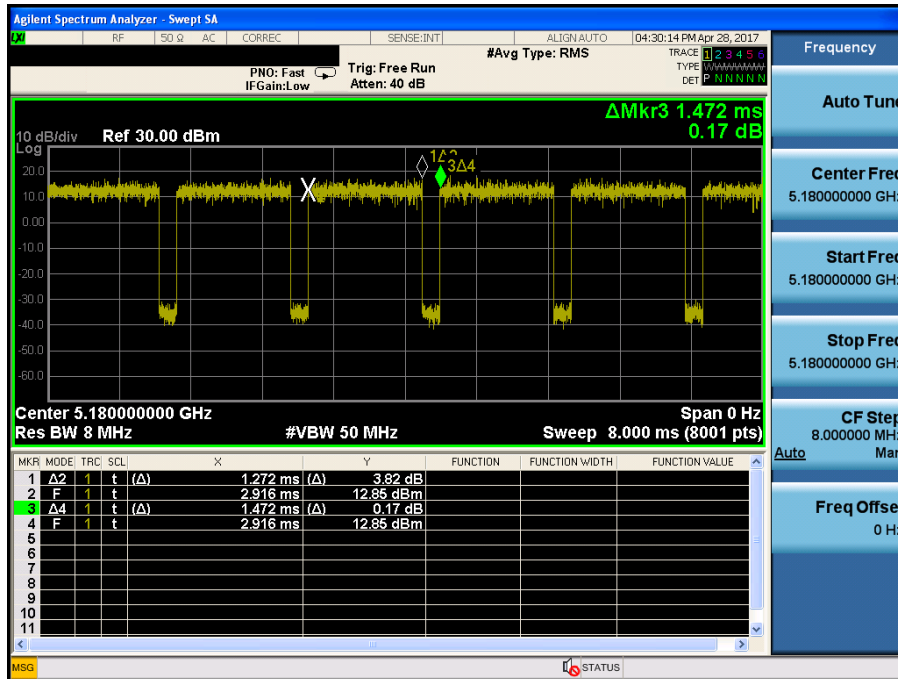 Agilent Spectrum Analyzer - Swept SA
LXI RF 50 Ω AC CORREC SENSE:INT ALIGN AUTO 04:30:14 PM Apr 28, 2017
Frequency
#Avg Type: RMS
TRACE 1 2 3 4 5 6
TYPE WWWWWW
DET P N N N N N
PNO: Fast Trig: Free Run
IFGain:Low Atten: 40 dB
Auto Tune
ΔMkr3 1.472 ms
0.17 dB
10 dB/div Ref 30.00 dBm
Log
1Δ2
3Δ4
20.0
10.0
0.00
-10.0
-20.0
-30.0
-40.0
-50.0
-60.0
X
Center Freq
5.180000000 GHz
Start Freq
5.180000000 GHz
Stop Freq
5.180000000 GHz
Center 5.180000000 GHz Span 0 Hz
Res BW 8 MHz #VBW 50 MHz Sweep 8.000 ms (8001 pts)
CF Step
8.000000 MHz
Auto Man
Freq Offset
0 Hz
MKR MODE TRC SCL X Y FUNCTION FUNCTION WIDTH FUNCTION VALUE
1 Δ2 1 t (Δ) 1.272 ms (Δ) 3.82 dB
2 F 1 t 2.916 ms 12.85 dBm
3 Δ4 1 t (Δ) 1.472 ms (Δ) 0.17 dB
4 F 1 t 2.916 ms 12.85 dBm
5
6
7
8
9
10
11
MSG STATUS